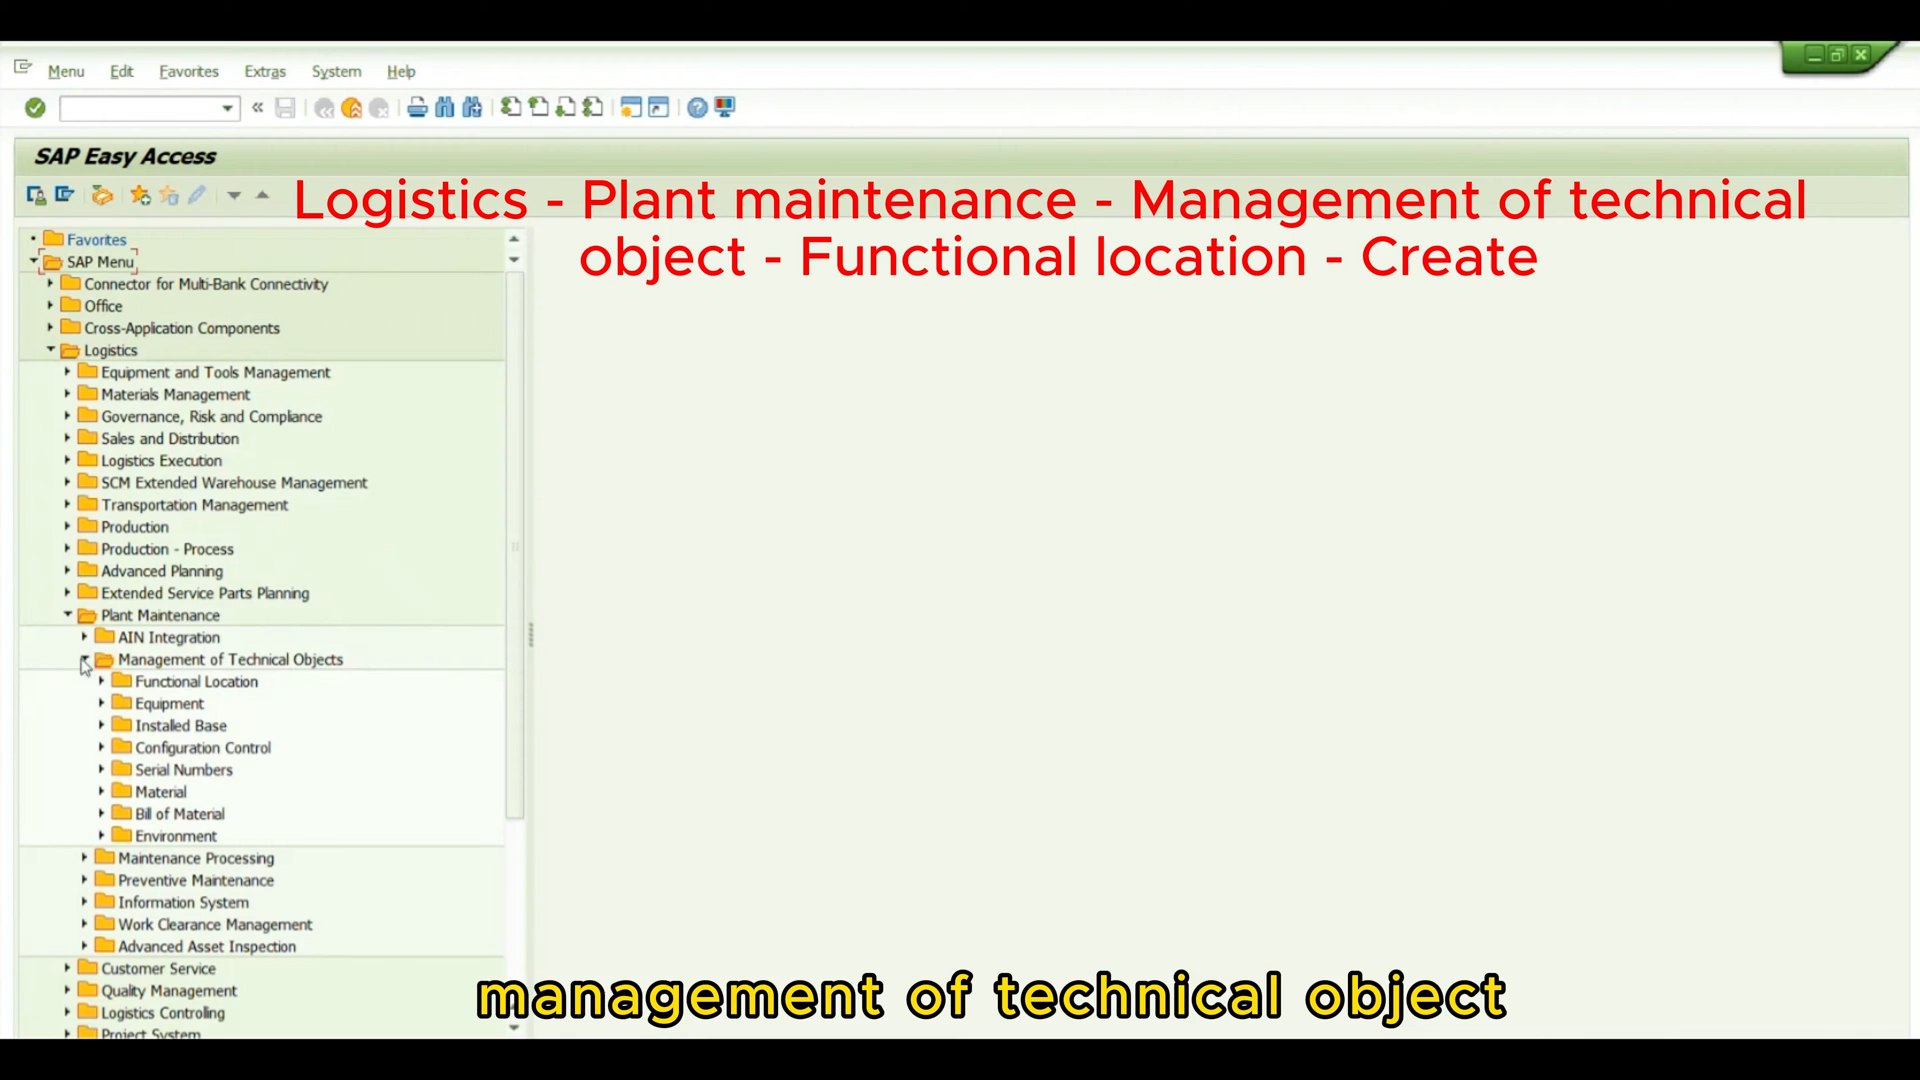 Menu Edit Favorites Extras System Help
SAP Easy Access
Logistics - Plant maintenance - Management of technical
object - Functional location - Create
Favorites
SAP Menu
Connector for Multi-Bank Connectivity
Office
Cross-Application Components
Logistics
Equipment and Tools Management
Materials Management
Governance, Risk and Compliance
Sales and Distribution
Logistics Execution
SCM Extended Warehouse Management
Transportation Management
Production
Production - Process
Advanced Planning
Extended Service Parts Planning
Plant Maintenance
AIN Integration
Management of Technical Objects
Functional Location
Equipment
Installed Base
Configuration Control
Serial Numbers
Material
Bill of Material
Environment
Maintenance Processing
Preventive Maintenance
Information System
Work Clearance Management
Advanced Asset Inspection
Customer Service
Quality Management
Logistics Controling
Project System
management of technical object